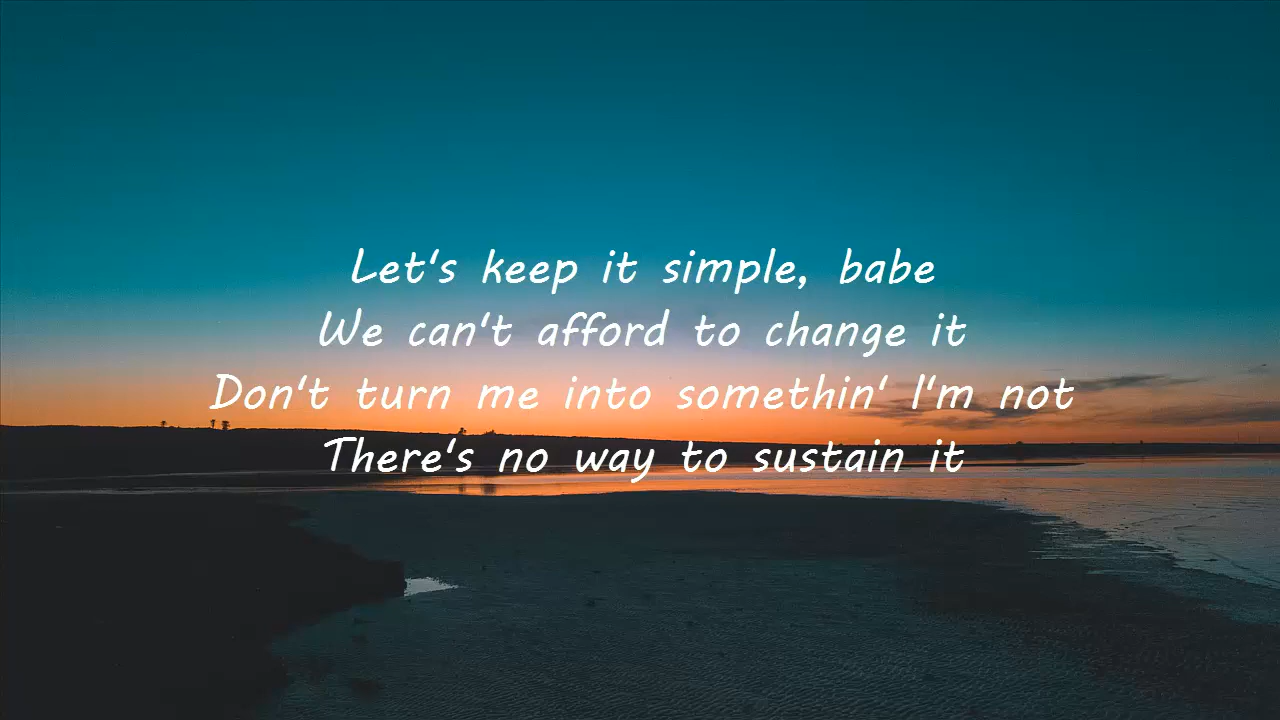 Let's keep it simple, babe
We can't afford to change it
Don't turn me into somethin' I'm not
There's no way to sustain it